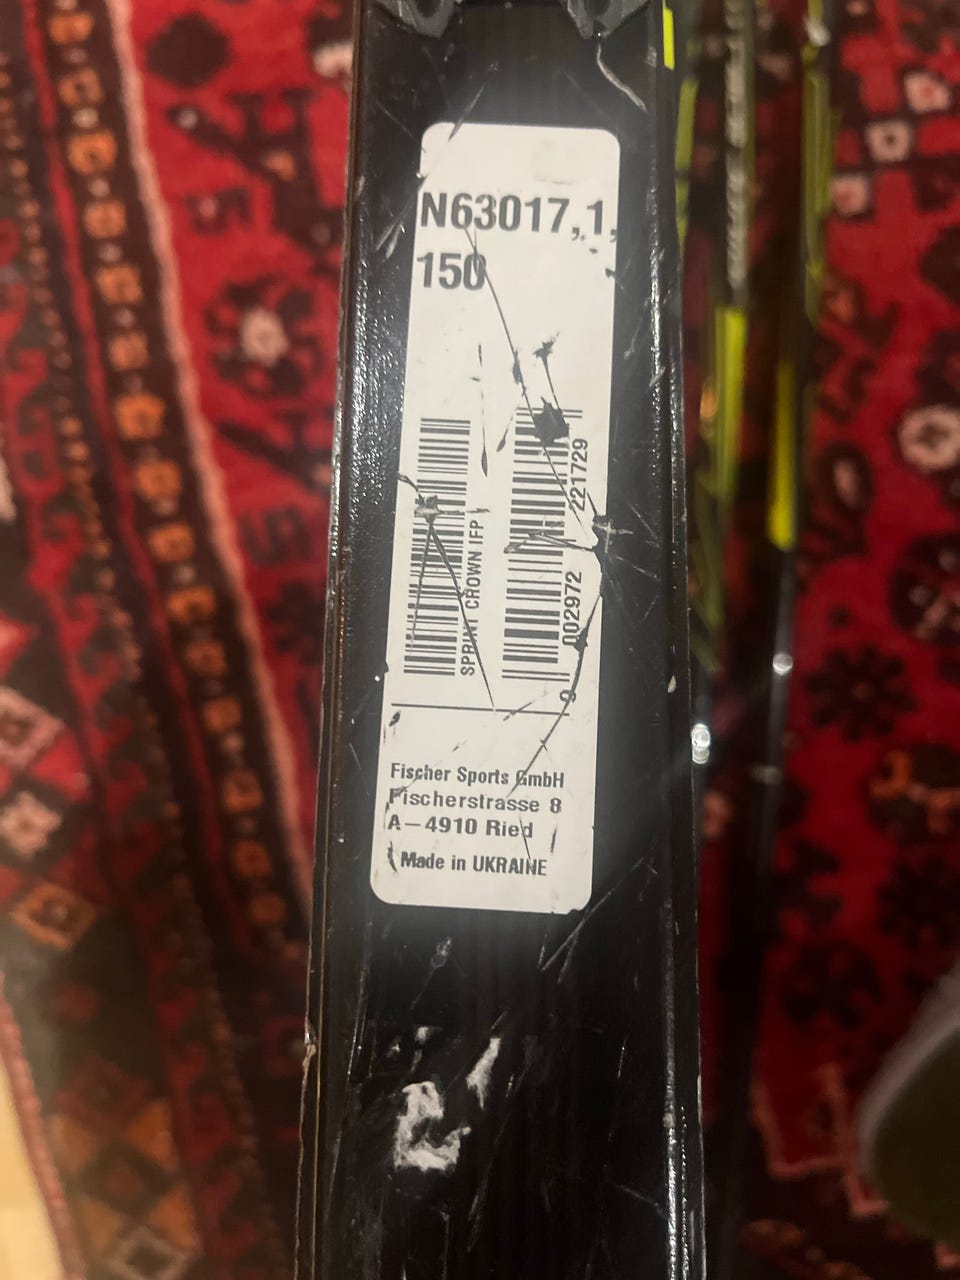 N63017,1,
150
SPRINT CROWN IFP
9 002972 221729
Fischer Sports GmbH
Fischerstrasse 8
A–4910 Ried
Made in UKRAINE